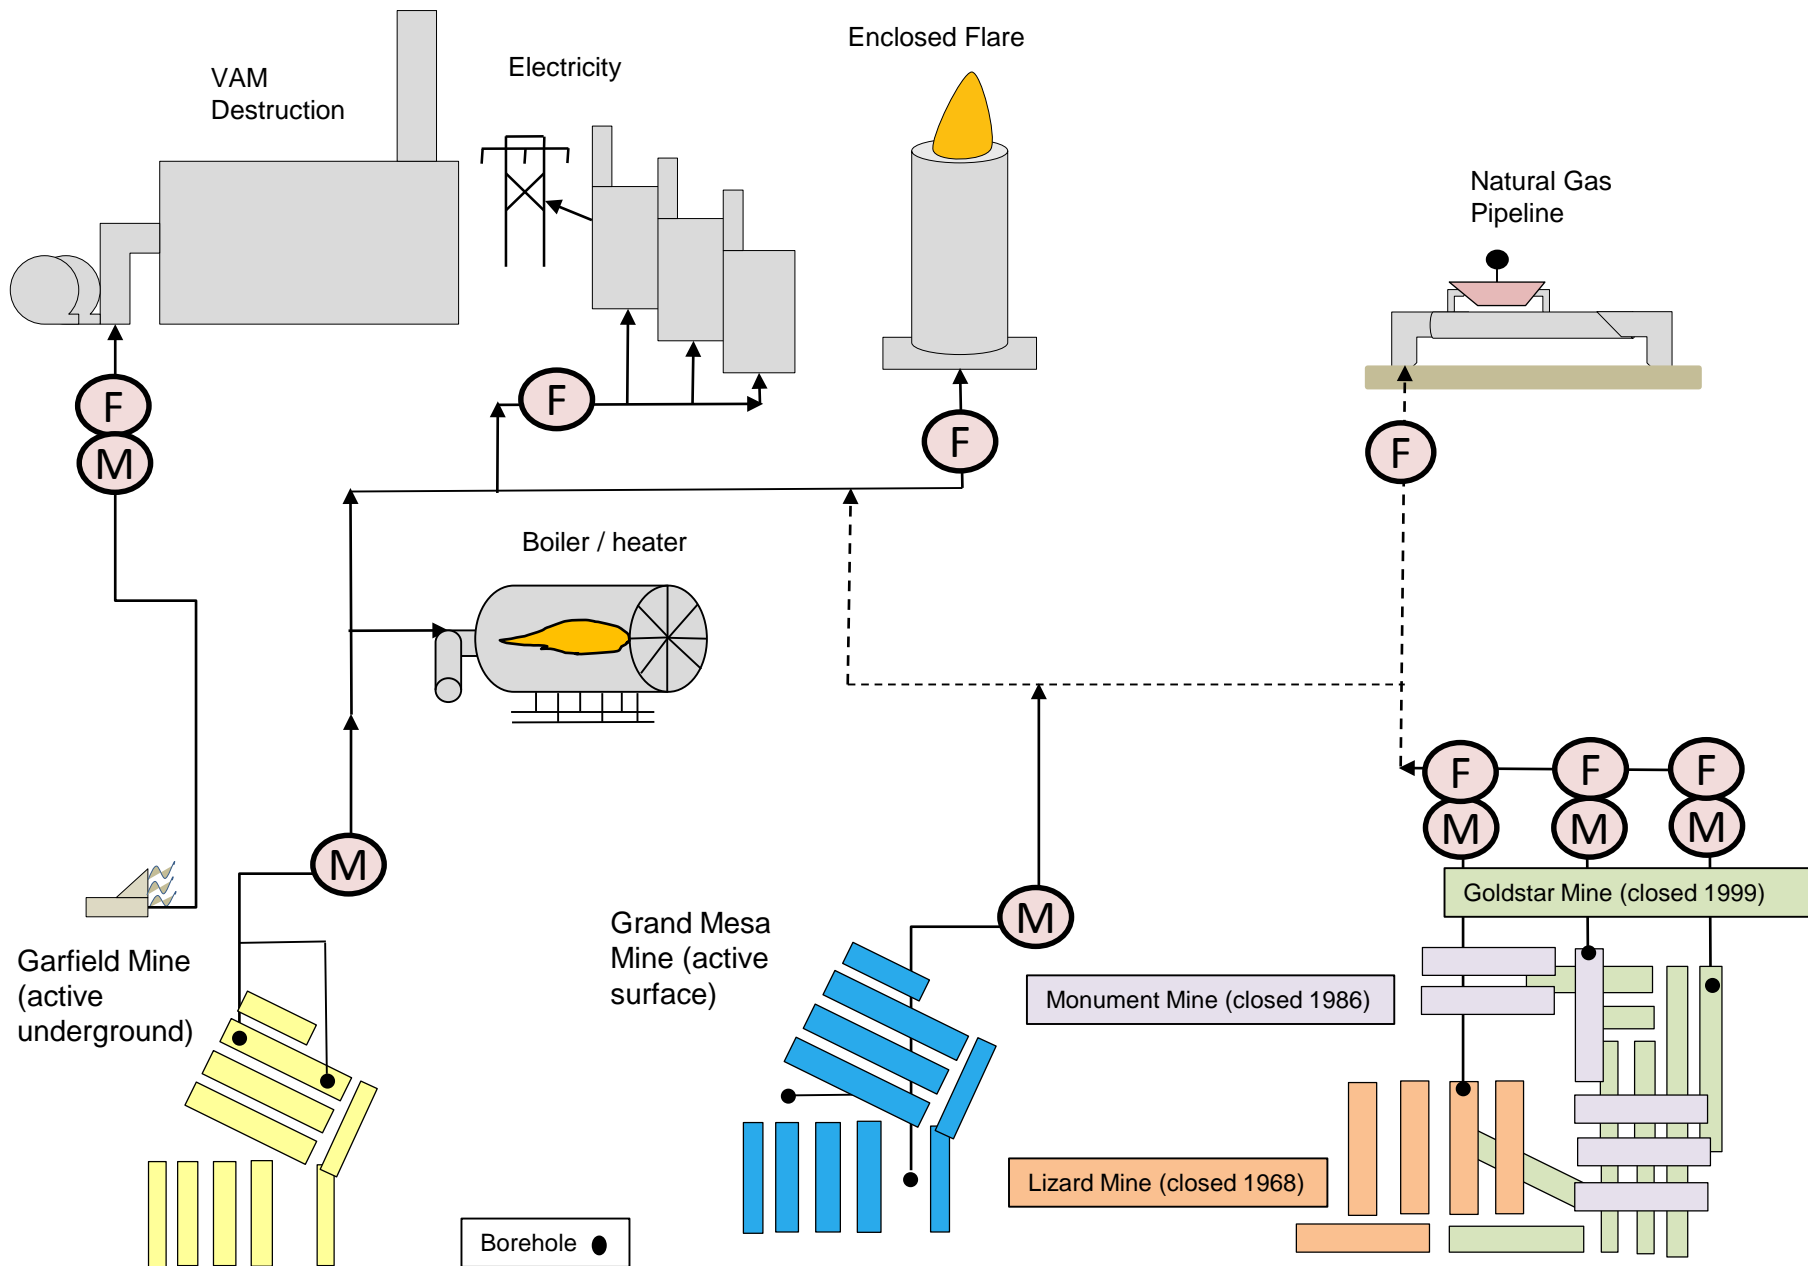 Enclosed Flare
Electricity
VAM
Destruction
Natural Gas
Pipeline
F
M
F
F
F
Boiler / heater
F
F
F
M
M
M
M
M
Goldstar Mine (closed 1999)
Grand Mesa
Mine (active
surface)
Garfield Mine
(active
underground)
Monument Mine (closed 1986)
Lizard Mine (closed 1968)
Borehole